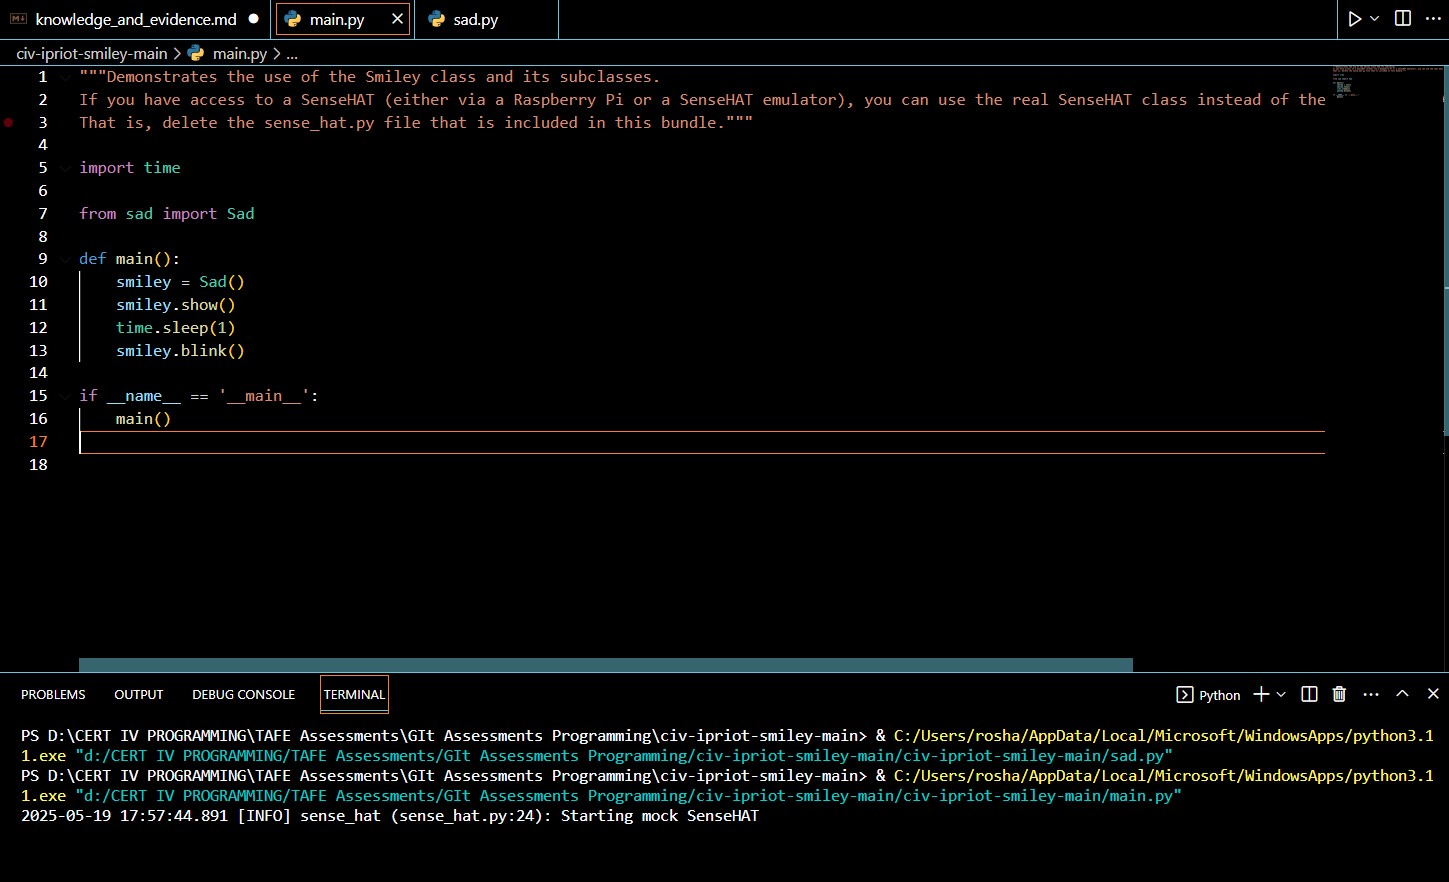 knowledge_and_evidence.md
main.py
sad.py
civ-ipriot-smiley-main > main.py > ...
1 """Demonstrates the use of the Smiley class and its subclasses.
2 If you have access to a SenseHAT (either via a Raspberry Pi or a SenseHAT emulator), you can use the real SenseHAT class instead of the
3 That is, delete the sense_hat.py file that is included in this bundle."""
4
5 import time
6
7 from sad import Sad
8
9 def main():
10 smiley = Sad()
11 smiley.show()
12 time.sleep(1)
13 smiley.blink()
14
15 if __name__ == '__main__':
16 main()
17
18
PROBLEMS OUTPUT DEBUG CONSOLE TERMINAL Python
PS D:\CERT IV PROGRAMMING\TAFE Assessments\GIt Assessments Programming\civ-ipriot-smiley-main> & C:/Users/rosha/AppData/Local/Microsoft/WindowsApps/python3.1
1.exe "d:/CERT IV PROGRAMMING/TAFE Assessments/GIt Assessments Programming/civ-ipriot-smiley-main/civ-ipriot-smiley-main/sad.py"
PS D:\CERT IV PROGRAMMING\TAFE Assessments\GIt Assessments Programming\civ-ipriot-smiley-main> & C:/Users/rosha/AppData/Local/Microsoft/WindowsApps/python3.1
1.exe "d:/CERT IV PROGRAMMING/TAFE Assessments/GIt Assessments Programming/civ-ipriot-smiley-main/civ-ipriot-smiley-main/main.py"
2025-05-19 17:57:44.891 [INFO] sense_hat (sense_hat.py:24): Starting mock SenseHAT